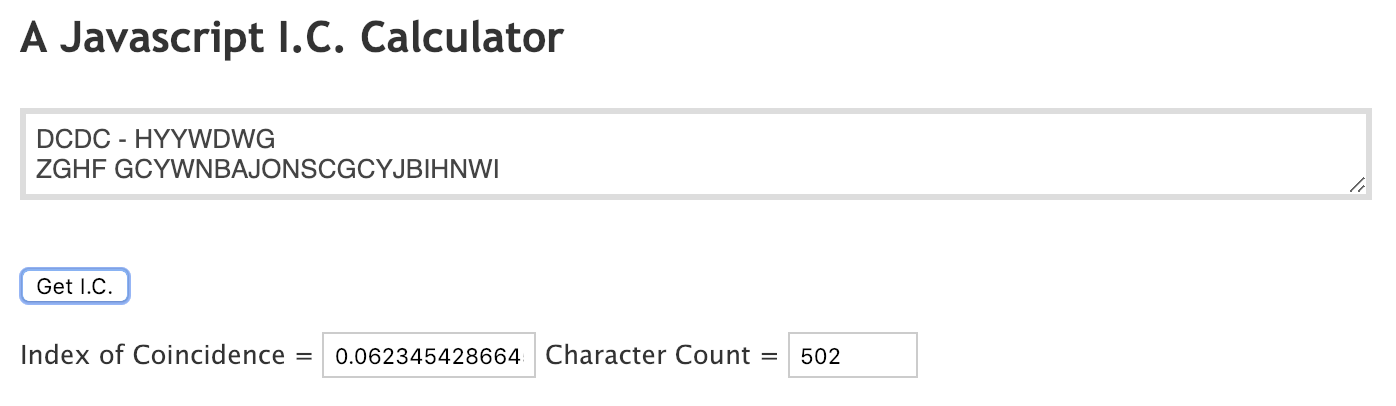 A Javascript I.C. Calculator
DCDC - HYYWDWG
ZGHF GCYWNBAJONSCGCYJBIHNWI
Get I.C.
Index of Coincidence = 0.062345428664 Character Count = 502